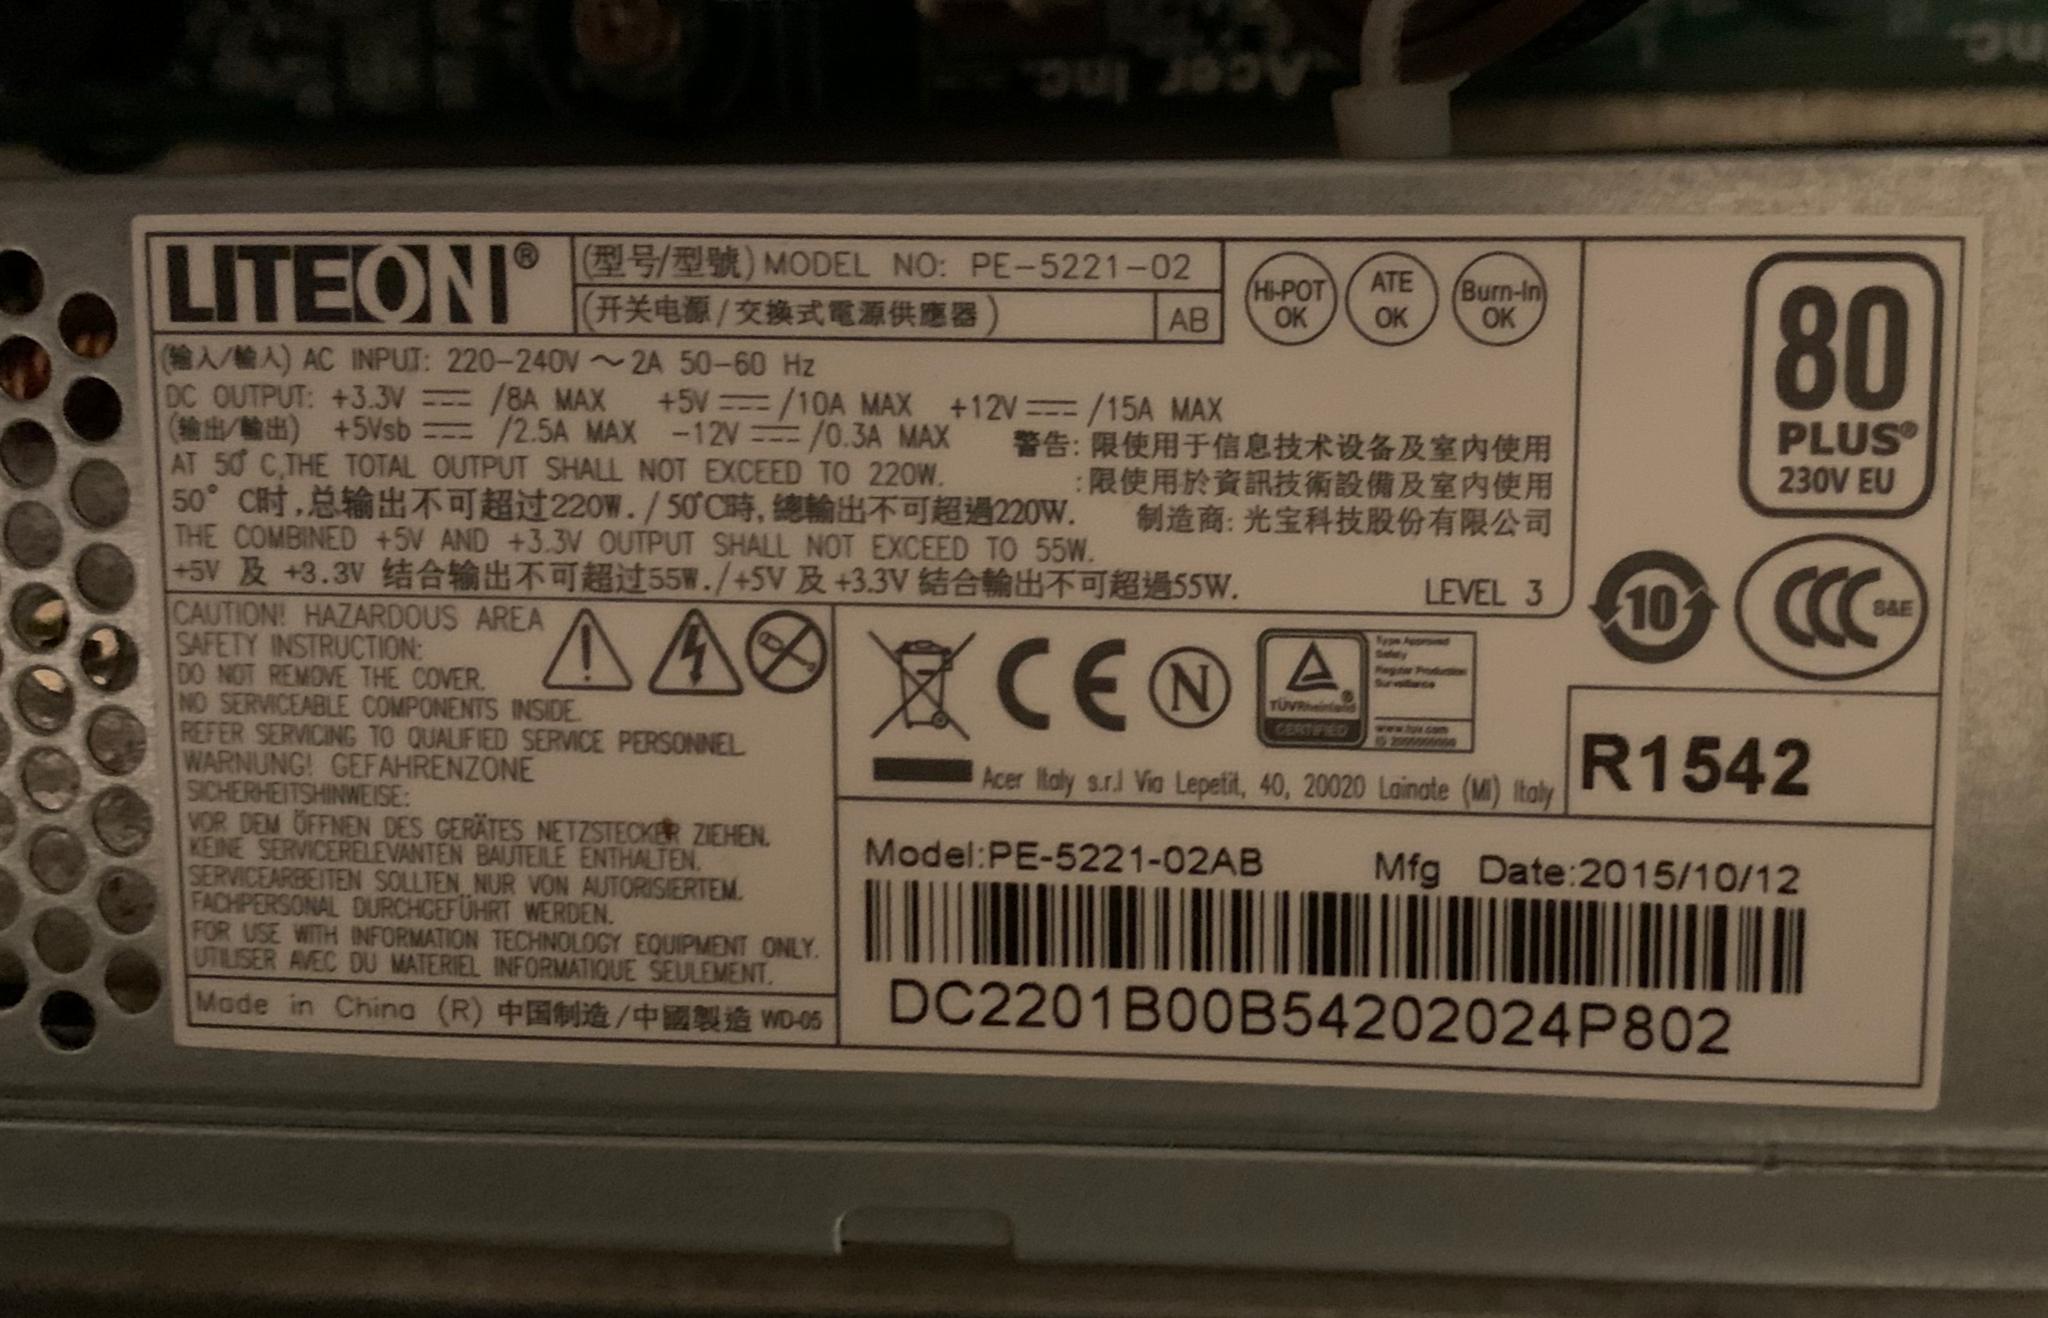 Acer Inc.
LITEON®
(型号/型號) MODEL NO: PE-5221-02
(开关电源/交換式電源供應器)
AB
Hi-POT OK
ATE OK
Burn-In OK
(输入/輸入) AC INPUT: 220-240V ～ 2A 50-60 Hz
DC OUTPUT: +3.3V ⎓ /8A MAX +5V ⎓ /10A MAX +12V ⎓ /15A MAX
(输出/輸出) +5Vsb ⎓ /2.5A MAX -12V ⎓ /0.3A MAX
警告: 限使用于信息技术设备及室内使用
AT 50°C,THE TOTAL OUTPUT SHALL NOT EXCEED TO 220W.
:限使用於資訊技術設備及室內使用
50°C时,总输出不可超过220W./50°C時,總輸出不可超過220W.
制造商: 光宝科技股份有限公司
THE COMBINED +5V AND +3.3V OUTPUT SHALL NOT EXCEED TO 55W.
+5V 及 +3.3V 结合输出不可超过55W./+5V 及 +3.3V 結合輸出不可超過55W.
LEVEL 3
80
PLUS®
230V EU
10
CCC S&E
CAUTION! HAZARDOUS AREA
SAFETY INSTRUCTION:
DO NOT REMOVE THE COVER.
NO SERVICEABLE COMPONENTS INSIDE.
REFER SERVICING TO QUALIFIED SERVICE PERSONNEL.
WARNUNG! GEFAHRENZONE
SICHERHEITSHINWEISE:
VOR DEM ÖFFNEN DES GERÄTES NETZSTECKER ZIEHEN.
KEINE SERVICERELEVANTEN BAUTEILE ENTHALTEN.
SERVICEARBEITEN SOLLTEN NUR VON AUTORISIERTEM.
FACHPERSONAL DURCHGEFÜHRT WERDEN.
FOR USE WITH INFORMATION TECHNOLOGY EQUIPMENT ONLY.
UTILISER AVEC DU MATERIEL INFORMATIQUE SEULEMENT.
Made in China (R) 中国制造/中國製造 WD-05
CE
N
TÜVRheinland®
CERTIFIED
Type Approved
Safety
Regular Production
Surveillance
www.tuv.com
Acer Italy s.r.l Via Lepetit, 40, 20020 Lainate (MI) Italy
R1542
Model:PE-5221-02AB Mfg Date:2015/10/12
DC2201B00B54202024P802